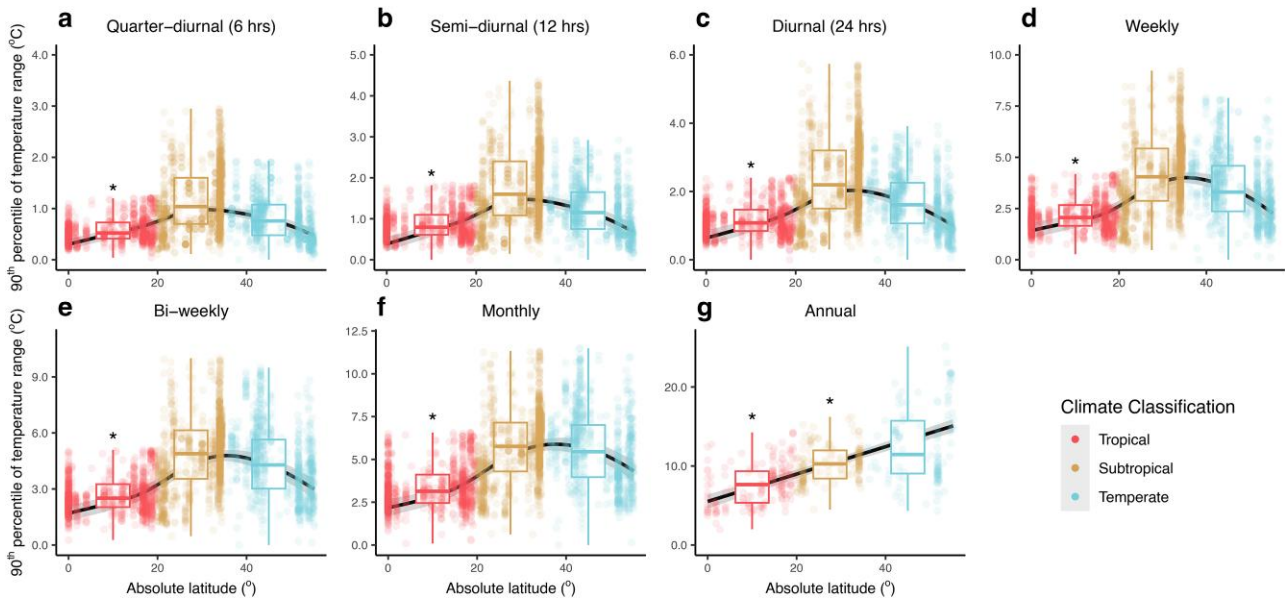 a Quarter−diurnal (6 hrs)
b Semi−diurnal (12 hrs)
c Diurnal (24 hrs)
d Weekly
90th percentile of temperature range (°C)
4.0
3.0
2.0
1.0
0.0
0 20 40
*
5.0
4.0
3.0
2.0
1.0
0.0
0 20 40
*
6.0
4.0
2.0
0.0
0 20 40
*
10.0
7.5
5.0
2.5
0.0
0 20 40
*
e Bi−weekly
f Monthly
g Annual
90th percentile of temperature range (°C)
9.0
6.0
3.0
0.0
0 20 40
*
Absolute latitude (°)
12.5
10.0
7.5
5.0
2.5
0.0
0 20 40
*
Absolute latitude (°)
20.0
10.0
0.0
0 20 40
* *
Absolute latitude (°)
Climate Classification
Tropical
Subtropical
Temperate